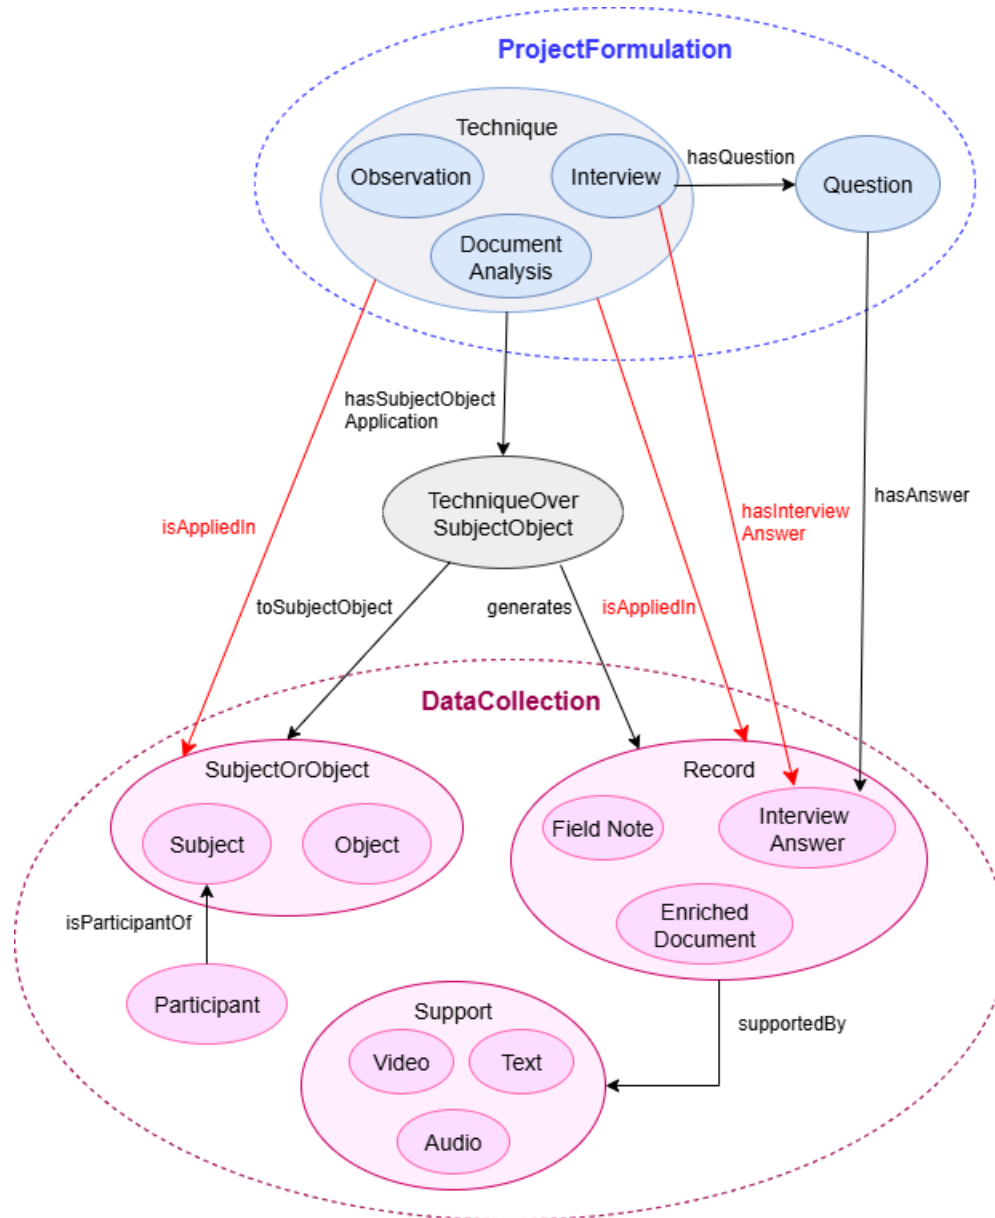 ProjectFormulation
Technique
Observation
Interview
hasQuestion
Question
Document
Analysis
hasSubjectObject
Application
TechniqueOver
SubjectObject
hasAnswer
isAppliedIn
hasInterview
Answer
toSubjectObject
generates
isAppliedIn
DataCollection
SubjectOrObject
Subject
Object
Record
Field Note
Interview
Answer
Enriched
Document
isParticipantOf
Participant
Support
Video
Text
Audio
supportedBy